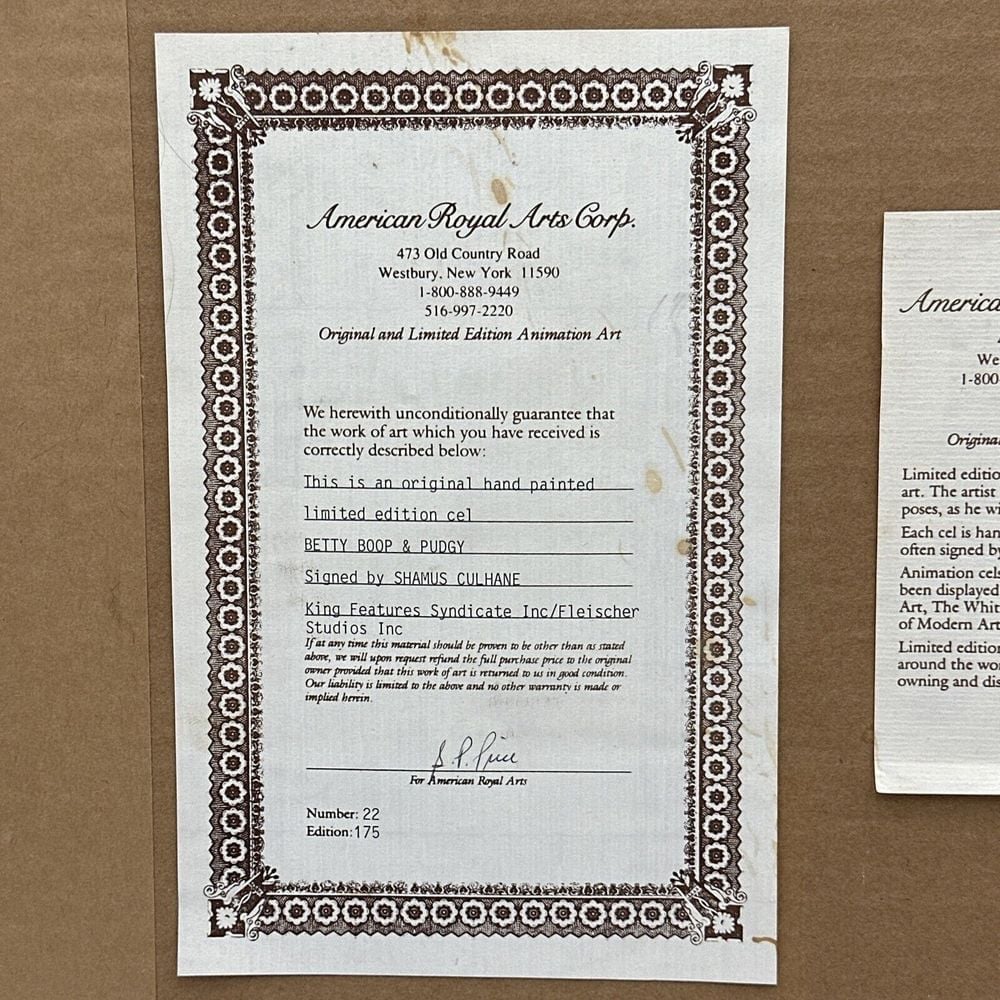 American Royal Arts Corp.
473 Old Country Road
Westbury, New York 11590
1-800-888-9449
516-997-2220
Original and Limited Edition Animation Art
We herewith unconditionally guarantee that
the work of art which you have received is
correctly described below:
This is an original hand painted
limited edition cel
BETTY BOOP & PUDGY
Signed by SHAMUS CULHANE
King Features Syndicate Inc/Fleischer
Studios Inc
If at any time this material should be proven to be other than as stated
above, we will upon request refund the full purchase price to the original
owner provided that this work of art is returned to us in good condition.
Our liability is limited to the above and no other warranty is made or
implied herein.
For American Royal Arts
Number: 22
Edition: 175
America
We
1-800-
Origina
Limited editio
art. The artist
poses, as he wi
Each cel is han
often signed by
Animation cels
been displayed
Art, The Whit
of Modern Art
Limited edition
around the wo
owning and dis